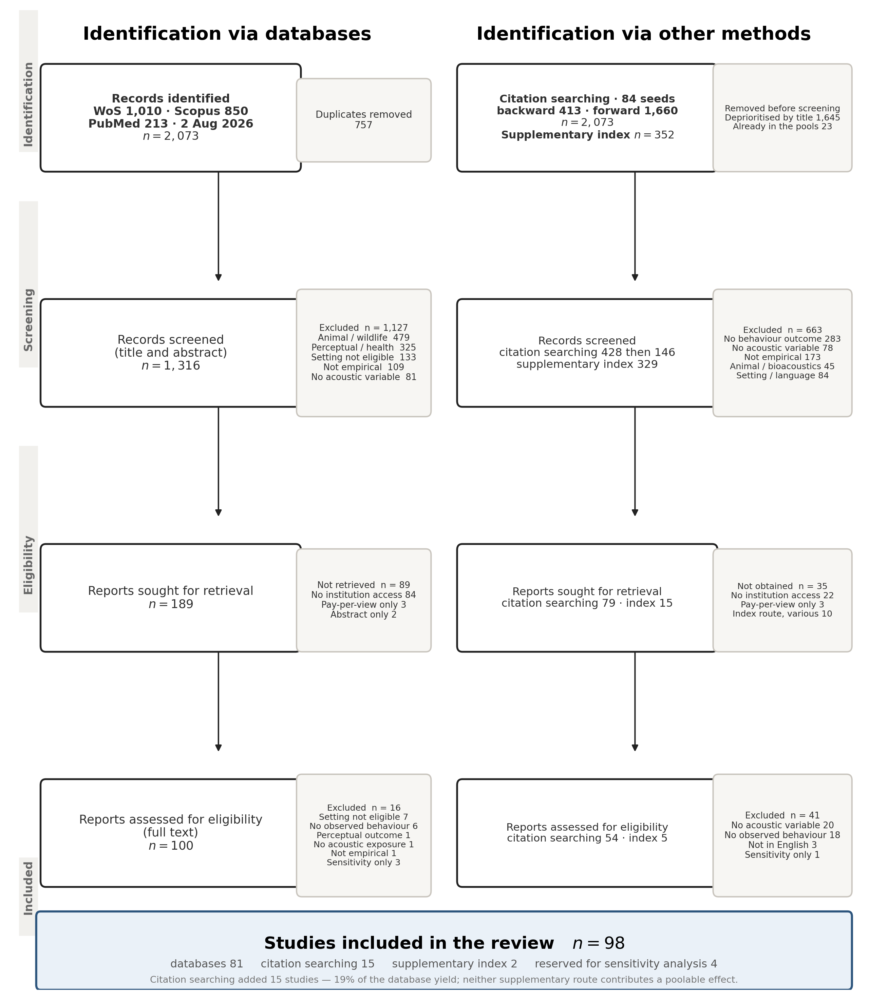 Identification via databases
Identification via other methods
Identification
Records identified
WoS 1,010 · Scopus 850
PubMed 213 · 2 Aug 2026
n = 2,073
Duplicates removed
757
Citation searching · 84 seeds
backward 413 · forward 1,660
n = 2,073
Supplementary index n = 352
Removed before screening
Deprioritised by title 1,645
Already in the pools 23
Screening
Records screened
(title and abstract)
n = 1,316
Excluded  n = 1,127
Animal / wildlife  479
Perceptual / health  325
Setting not eligible  133
Not empirical  109
No acoustic variable  81
Records screened
citation searching 428 then 146
supplementary index 329
Excluded  n = 663
No behaviour outcome 283
No acoustic variable 78
Not empirical 173
Animal / bioacoustics 45
Setting / language 84
Eligibility
Reports sought for retrieval
n = 189
Not retrieved  n = 89
No institution access 84
Pay-per-view only 3
Abstract only 2
Reports sought for retrieval
citation searching 79 · index 15
Not obtained  n = 35
No institution access 22
Pay-per-view only 3
Index route, various 10
Reports assessed for eligibility
(full text)
n = 100
Excluded  n = 16
Setting not eligible 7
No observed behaviour 6
Perceptual outcome 1
No acoustic exposure 1
Not empirical 1
Sensitivity only 3
Reports assessed for eligibility
citation searching 54 · index 5
Excluded  n = 41
No acoustic variable 20
No observed behaviour 18
Not in English 3
Sensitivity only 1
Included
Studies included in the review   n = 98
databases 81     citation searching 15     supplementary index 2     reserved for sensitivity analysis 4
Citation searching added 15 studies — 19% of the database yield; neither supplementary route contributes a poolable effect.